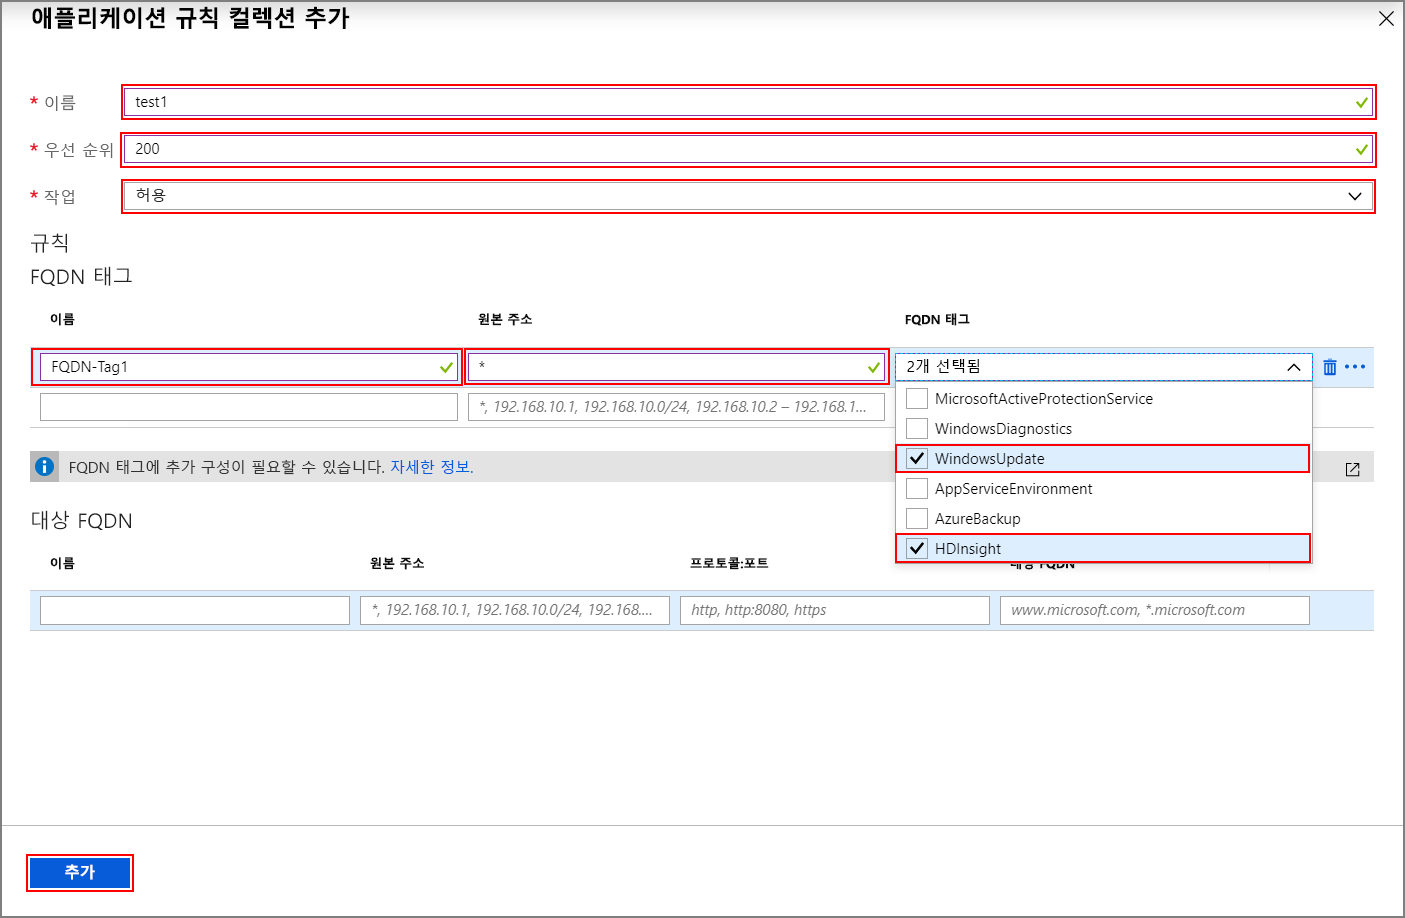 애플리케이션 규칙 컬렉션 추가
* 이름 test1
* 우선 순위 200
* 작업 허용
규칙
FQDN 태그
이름 원본 주소 FQDN 태그
FQDN-Tag1 * 2개 선택됨
*, 192.168.10.1, 192.168.10.0/24, 192.168.10.2 – 192.168.1...
MicrosoftActiveProtectionService
WindowsDiagnostics
WindowsUpdate
AppServiceEnvironment
AzureBackup
HDInsight
FQDN 태그에 추가 구성이 필요할 수 있습니다. 자세한 정보.
대상 FQDN
이름 원본 주소 프로토콜:포트 대상 FQDN
*, 192.168.10.1, 192.168.10.0/24, 192.168.... http, http:8080, https www.microsoft.com, *.microsoft.com
추가